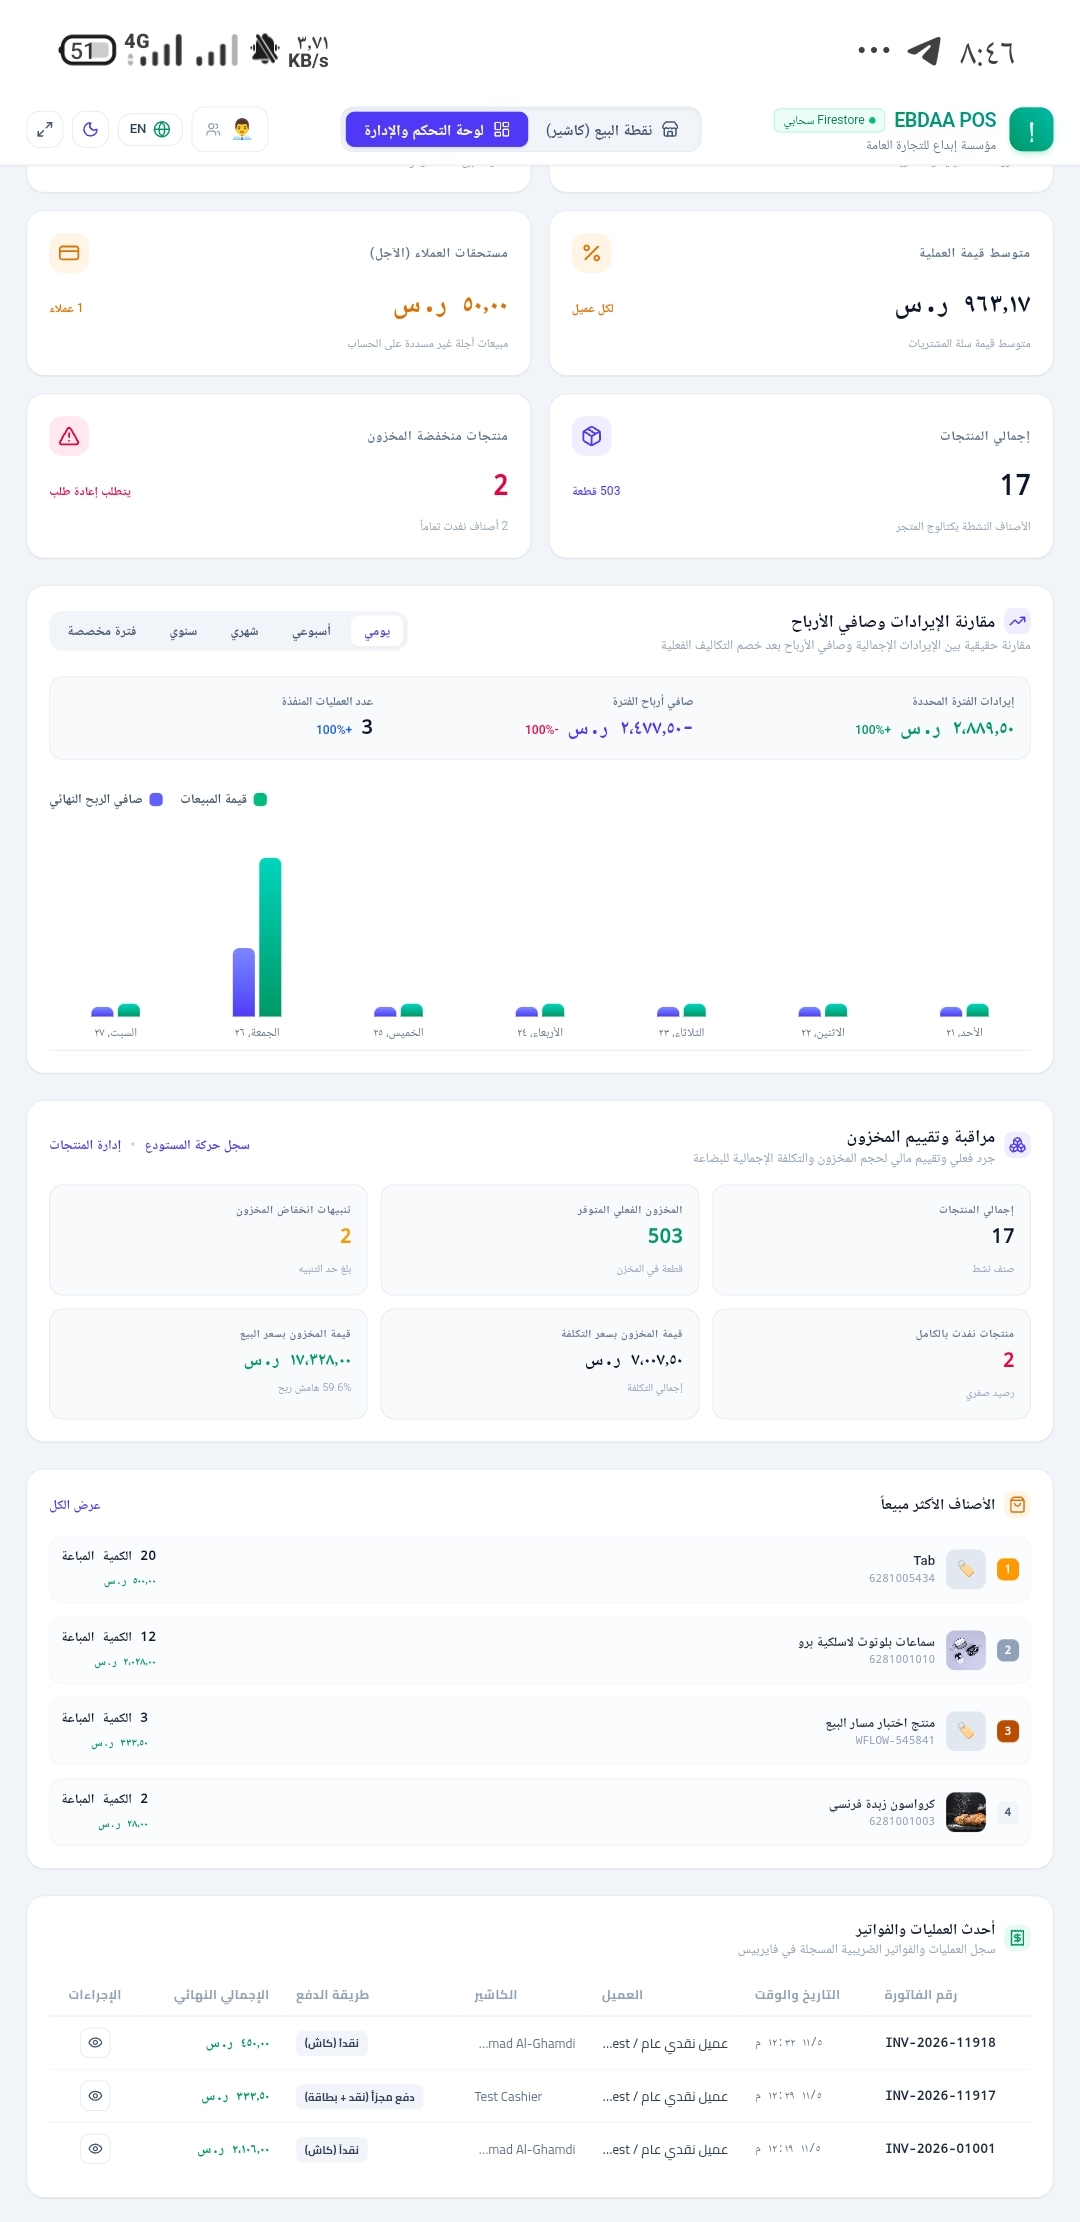 ٨:٤٦
٣,٧١ KB/s
4G
51
EBDAA POS
Firestore سحابي
مؤسسة إبداع للتجارة العامة
إ
نقطة البيع (كاشير)
لوحة التحكم والإدارة
EN
متوسط قيمة العملية
٩٦٣,١٧ ر.س
لكل عميل
متوسط قيمة سلة المشتريات
مستحقات العملاء (الآجل)
٥٠,٠٠ ر.س
1 عملاء
مبيعات آجلة غير مسددة على الحساب
إجمالي المنتجات
17
503 قطعة
الأصناف النشطة بكتالوج المتجر
منتجات منخفضة المخزون
2
يتطلب إعادة طلب
2 أصناف نفدت تماماً
مقارنة الإيرادات وصافي الأرباح
مقارنة حقيقية بين الإيرادات الإجمالية وصافي الأرباح بعد خصم التكاليف الفعلية
يومي
أسبوعي
شهري
سنوي
فترة مخصصة
إيرادات الفترة المحددة
٢,٨٨٩,٥٠ ر.س +100%
صافي أرباح الفترة
-٢,٤٧٧,٥٠ ر.س -100%
عدد العمليات المنفذة
3 +100%
قيمة المبيعات
صافي الربح النهائي
الأحد، ٢١
الاثنين، ٢٢
الثلاثاء، ٢٣
الأربعاء، ٢٤
الخميس، ٢٥
الجمعة، ٢٦
السبت، ٢٧
مراقبة وتقييم المخزون
جرد فعلي وتقييم مالي لحجم المخزون والتكلفة الإجمالية للبضاعة
سجل حركة المستودع • إدارة المنتجات
إجمالي المنتجات
17
صنف نشط
المخزون الفعلي المتوفر
503
قطعة في المخزن
تنبيهات انخفاض المخزون
2
بلغ حد التنبيه
منتجات نفدت بالكامل
2
رصيد صفري
قيمة المخزون بسعر التكلفة
٧,٠٠٧,٥٠ ر.س
إجمالي التكلفة
قيمة المخزون بسعر البيع
١٧,٣٢٨,٠٠ ر.س
59.6% هامش ربح
الأصناف الأكثر مبيعاً
عرض الكل
1
Tab
6281005434
20 الكمية المباعة
٥٠٠,٠٠ ر.س
2
سماعات بلوتوث لاسلكية برو
6281001010
12 الكمية المباعة
٢,٠٢٨,٠٠ ر.س
3
منتج اختبار مسار البيع
WFLOW-545841
3 الكمية المباعة
٣٣٣,٥٠ ر.س
4
كرواسون زبدة فرنسي
6281001003
2 الكمية المباعة
٢٨,٠٠ ر.س
أحدث العمليات والفواتير
سجل العمليات والفواتير الضريبية المسجلة في فايربيس
رقم الفاتورة التاريخ والوقت العميل الكاشير طريقة الدفع الإجمالي النهائي الإجراءات
INV-2026-11918 ١١/٥ ١٢:٣٢ م عميل نقدي عام / est... ...mad Al-Ghamdi نقداً (كاش) ٤٥٠,٠٠ ر.س
INV-2026-11917 ١١/٥ ١٢:٢٩ م عميل نقدي عام / est... Test Cashier دفع مجزأ (نقد + بطاقة) ٣٣٣,٥٠ ر.س
INV-2026-01001 ١١/٥ ١٢:١٩ م عميل نقدي عام / est... ...mad Al-Ghamdi نقداً (كاش) ٢,١٠٦,٠٠ ر.س